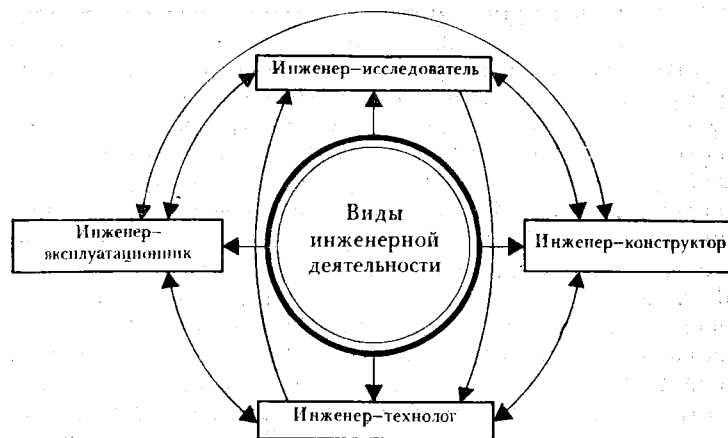 Инженер-исследователь
Виды
инженерной
деятельности
Инженер-
эксплуатационник
Инженер-конструктор
Инженер-технолог